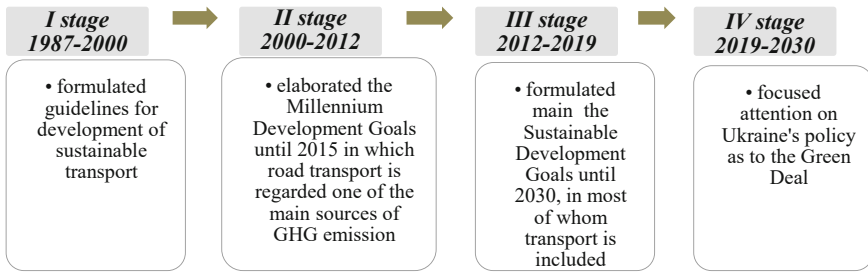 I stage
1987-2000
• formulated
guidelines for
development of
sustainable
transport
II stage
2000-2012
• elaborated the
Millennium
Development Goals
until 2015 in which
road transport is
regarded one of the
main sources of
GHG emission
III stage
2012-2019
• formulated
main the
Sustainable
Development
Goals until
2030, in most
of whom
transport is
included
IV stage
2019-2030
• focused
attention on
Ukraine's policy
as to the Green
Deal